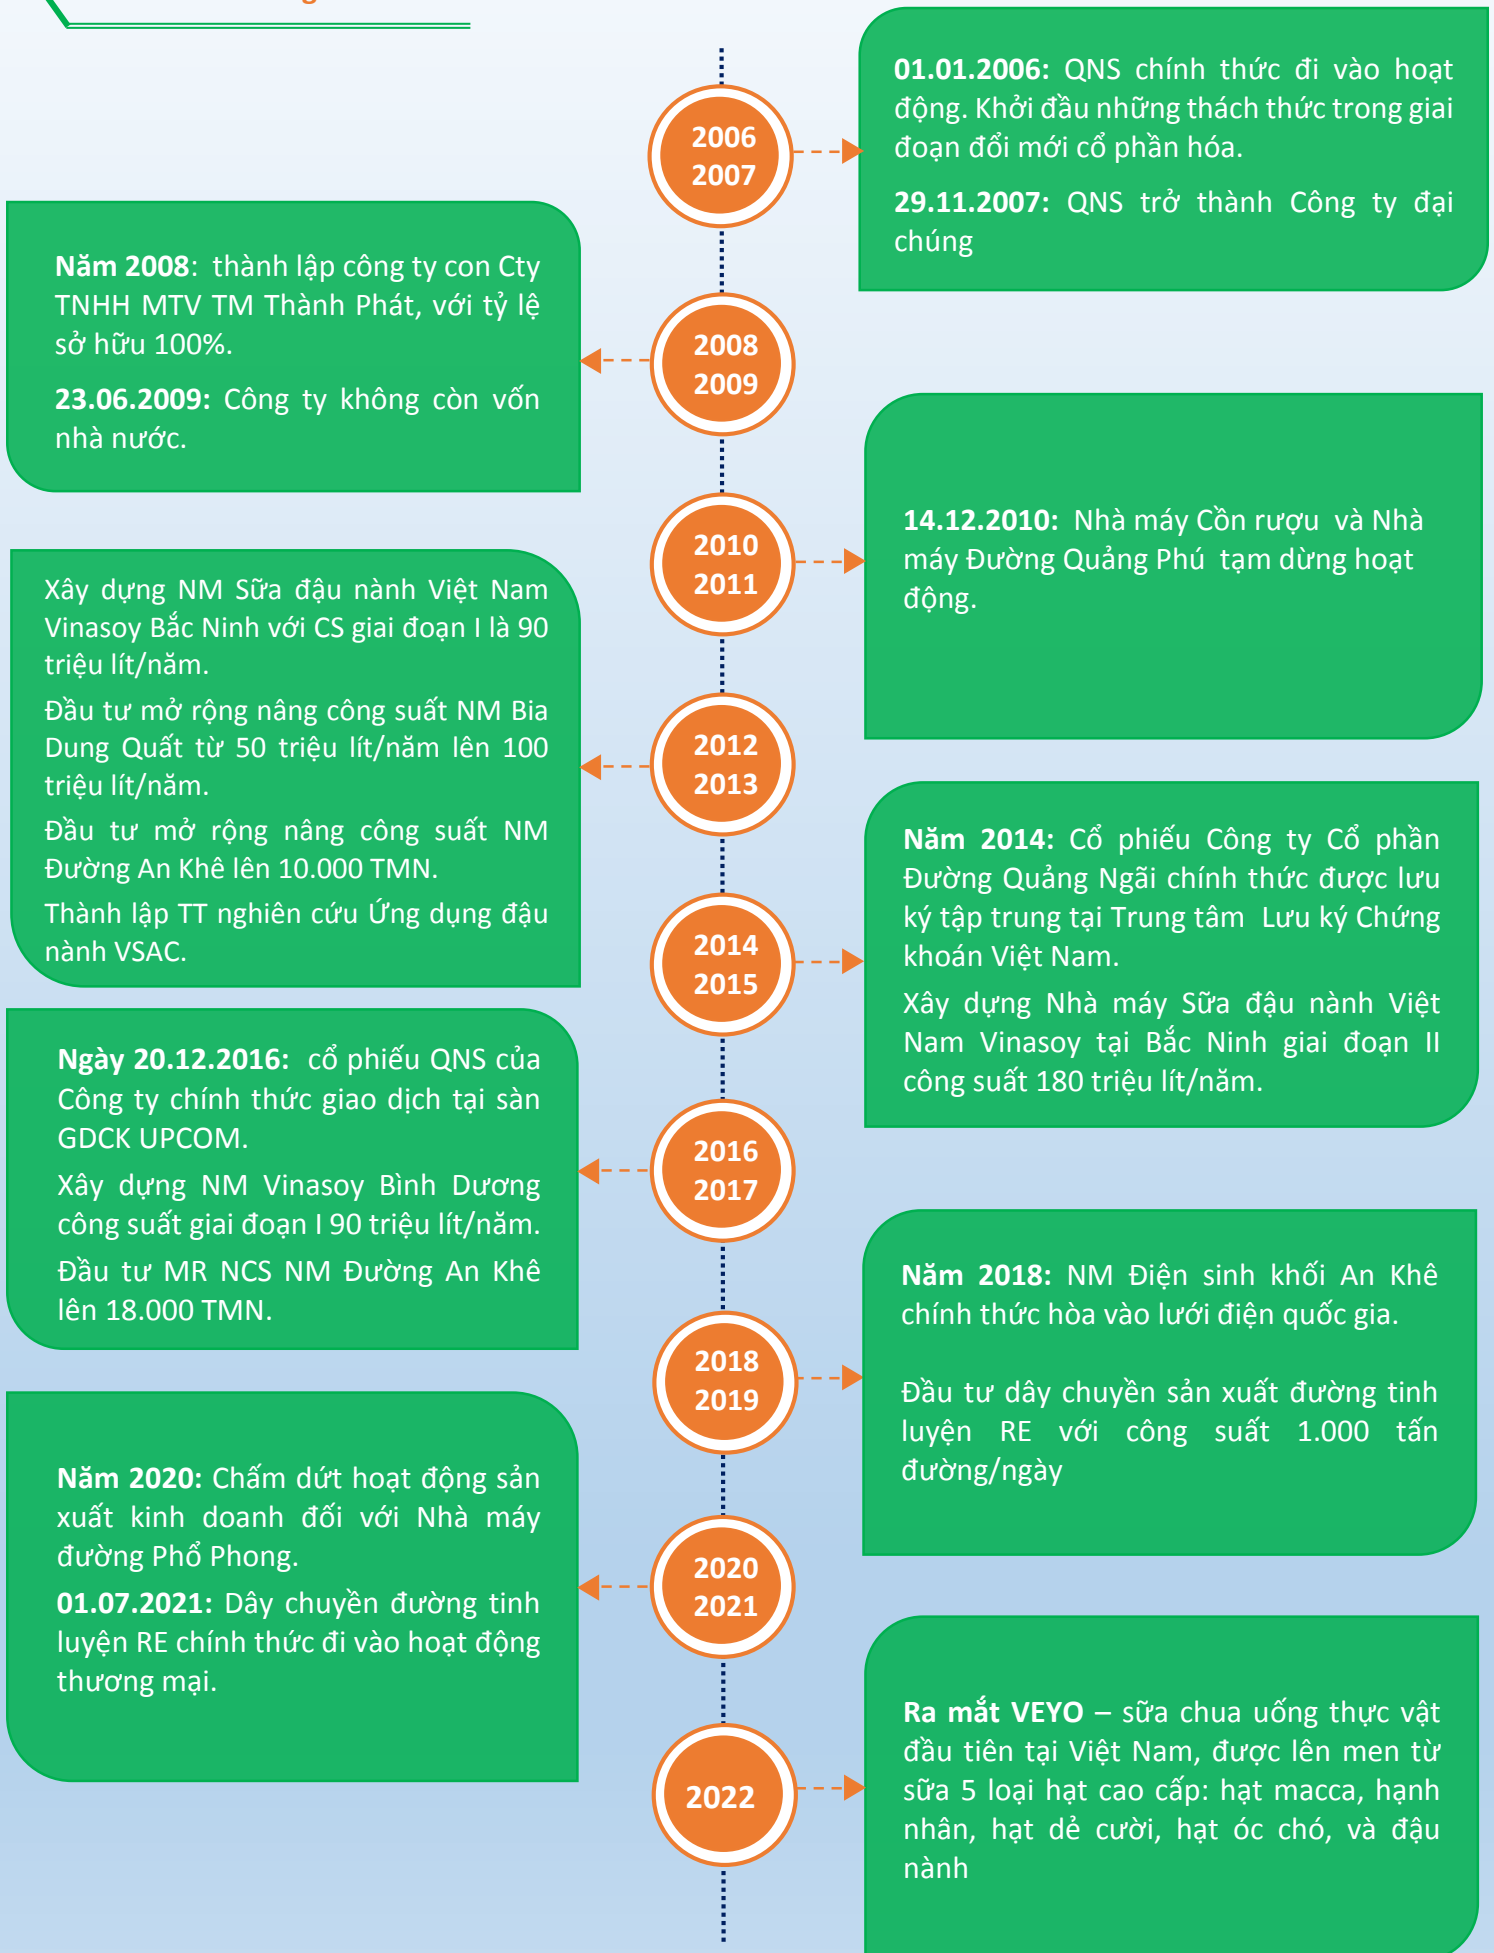 2006
2007
01.01.2006: QNS chính thức đi vào hoạt
động. Khởi đầu những thách thức trong giai
đoạn đổi mới cổ phần hóa.
29.11.2007: QNS trở thành Công ty đại
chúng
2008
2009
Năm 2008: thành lập công ty con Cty
TNHH MTV TM Thành Phát, với tỷ lệ
sở hữu 100%.
23.06.2009: Công ty không còn vốn
nhà nước.
2010
2011
14.12.2010: Nhà máy Cồn rượu và Nhà
máy Đường Quảng Phú tạm dừng hoạt
động.
2012
2013
Xây dựng NM Sữa đậu nành Việt Nam
Vinasoy Bắc Ninh với CS giai đoạn I là 90
triệu lít/năm.
Đầu tư mở rộng nâng công suất NM Bia
Dung Quất từ 50 triệu lít/năm lên 100
triệu lít/năm.
Đầu tư mở rộng nâng công suất NM
Đường An Khê lên 10.000 TMN.
Thành lập TT nghiên cứu Ứng dụng đậu
nành VSAC.
2014
2015
Năm 2014: Cổ phiếu Công ty Cổ phần
Đường Quảng Ngãi chính thức được lưu
ký tập trung tại Trung tâm Lưu ký Chứng
khoán Việt Nam.
Xây dựng Nhà máy Sữa đậu nành Việt
Nam Vinasoy tại Bắc Ninh giai đoạn II
công suất 180 triệu lít/năm.
2016
2017
Ngày 20.12.2016: cổ phiếu QNS của
Công ty chính thức giao dịch tại sàn
GDCK UPCOM.
Xây dựng NM Vinasoy Bình Dương
công suất giai đoạn I 90 triệu lít/năm.
Đầu tư MR NCS NM Đường An Khê
lên 18.000 TMN.
2018
2019
Năm 2018: NM Điện sinh khối An Khê
chính thức hòa vào lưới điện quốc gia.
Đầu tư dây chuyền sản xuất đường tinh
luyện RE với công suất 1.000 tấn
đường/ngày
2020
2021
Năm 2020: Chấm dứt hoạt động sản
xuất kinh doanh đối với Nhà máy
đường Phổ Phong.
01.07.2021: Dây chuyền đường tinh
luyện RE chính thức đi vào hoạt động
thương mại.
2022
Ra mắt VEYO – sữa chua uống thực vật
đầu tiên tại Việt Nam, được lên men từ
sữa 5 loại hạt cao cấp: hạt macca, hạnh
nhân, hạt dẻ cười, hạt óc chó, và đậu
nành